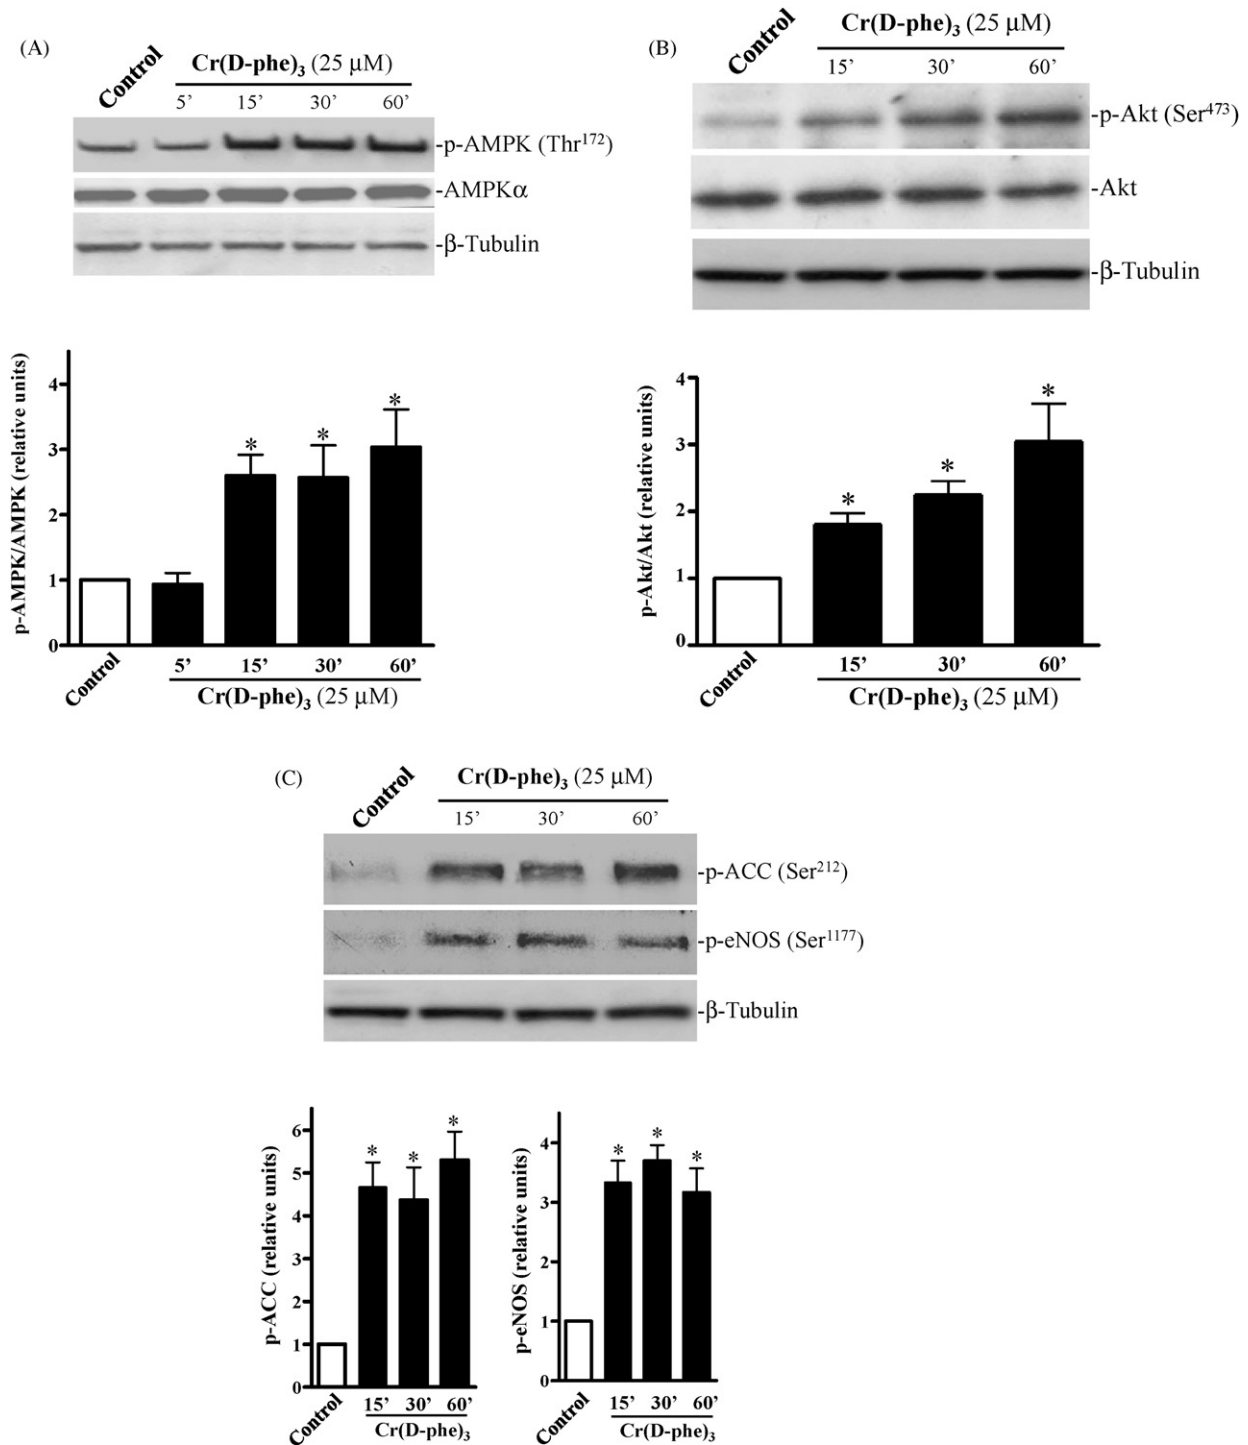 (A)
Control
Cr(D-phe)₃ (25 μM)
5’ 15’ 30’ 60’
-p-AMPK (Thr¹⁷²)
-AMPKα
-β-Tubulin
p-AMPK/AMPK (relative units)
4
3
2
1
0
* * *
Control
5’ 15’ 30’ 60’
Cr(D-phe)₃ (25 μM)
(B)
Control
Cr(D-phe)₃ (25 μM)
15’ 30’ 60’
-p-Akt (Ser⁴⁷³)
-Akt
-β-Tubulin
p-Akt/Akt (relative units)
4
3
2
1
0
* * *
Control
15’ 30’ 60’
Cr(D-phe)₃ (25 μM)
(C)
Control
Cr(D-phe)₃ (25 μM)
15’ 30’ 60’
-p-ACC (Ser²¹²)
-p-eNOS (Ser¹¹⁷⁷)
-β-Tubulin
p-ACC (relative units)
6
5
4
3
2
1
0
* * *
Control
15’ 30’ 60’
Cr(D-phe)₃
p-eNOS (relative units)
4
3
2
1
0
* * *
Control
15’ 30’ 60’
Cr(D-phe)₃